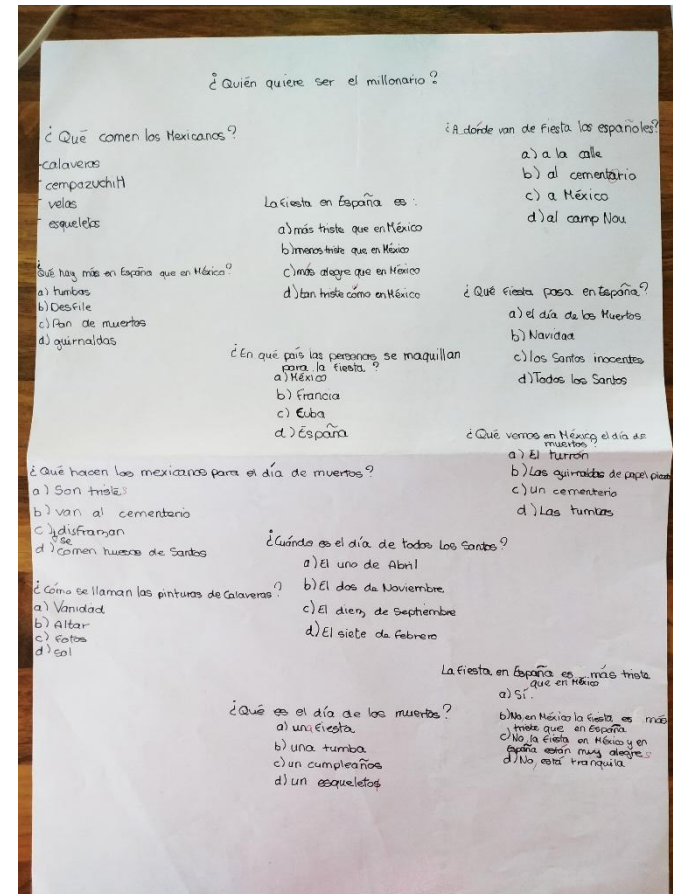 ¿Quién quiere ser el millonario?
¿Qué comen los Mexicanos?
- calaveras
- cempazuchitl
- velas
- esqueletos
¿Qué hay más en España que en México?
a) tumbas
b) Desfile
c) Pan de muertos
d) guirnaldas
La fiesta en España es :
a) más triste que en México
b) menos triste que en México
c) más alegre que en México
d) tan triste cómo en México
¿En qué país las personas se maquillan
para la fiesta ?
a) México
b) Francia
c) Cuba
d) España
¿A dónde van de fiesta los españoles?
a) a la calle
b) al cementario
c) a México
d) al camp Nou
¿Qué fiesta pasa en España?
a) el día de los Muertos
b) Navidad
c) los Santos inocentes
d) Todos los Santos
¿Qué vemos en México el día de
muertos?
a) El turrón
b) Las guirnaldas de papel picado
c) un cementerio
d) Las tumbas
¿Qué hacen los mexicanos para el día de muertos?
a) Son tristes
b) van al cementario
c) se disframan
d) comen huesos de Santos
¿Cómo se llaman las pinturas de Calaveras ?
a) Vanidad
b) Altar
c) Fotos
d) Sol
¿Cuándo es el día de todos los Santos?
a) El uno de Abril
b) El dos de Noviembre
c) El diez de Septiembre
d) El siete de febrero
¿Qué es el día de los muertos?
a) una fiesta
b) una tumba
c) un cumpleaños
d) un esqueletos
La fiesta en España es más triste
que en México
a) Sí.
b) No, en México la fiesta es más
triste que en España
c) No, la fiesta en México y en
España están muy alegres
d) No, está tranquila